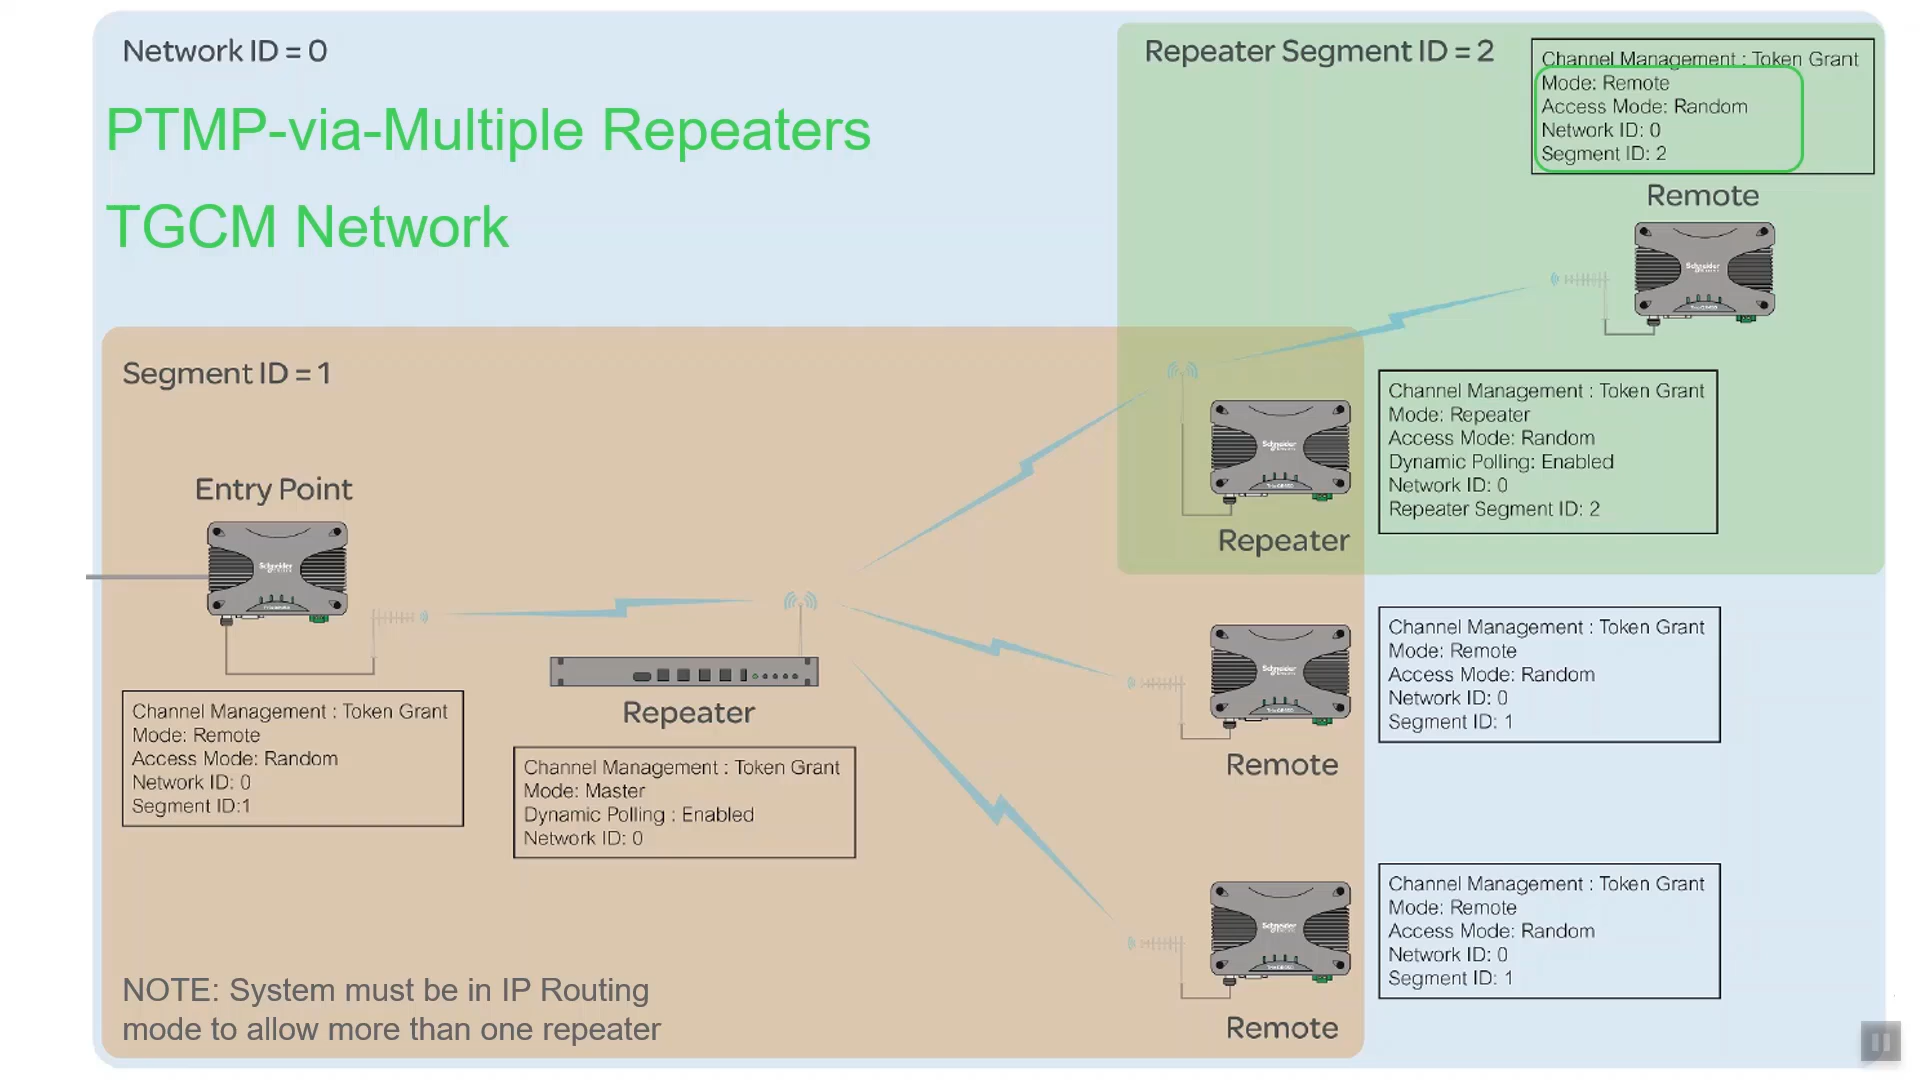 Network ID = 0
PTMP-via-Multiple Repeaters
TGCM Network
Repeater Segment ID = 2
Channel Management : Token Grant
Mode: Remote
Access Mode: Random
Network ID: 0
Segment ID: 2
Remote
Schneider
Segment ID = 1
Entry Point
Schneider
Channel Management : Token Grant
Mode: Remote
Access Mode: Random
Network ID: 0
Segment ID:1
Repeater
Channel Management : Token Grant
Mode: Master
Dynamic Polling : Enabled
Network ID: 0
Schneider
Repeater
Channel Management : Token Grant
Mode: Repeater
Access Mode: Random
Dynamic Polling: Enabled
Network ID: 0
Repeater Segment ID: 2
Schneider
Remote
Channel Management : Token Grant
Mode: Remote
Access Mode: Random
Network ID: 0
Segment ID: 1
Schneider
Remote
Channel Management : Token Grant
Mode: Remote
Access Mode: Random
Network ID: 0
Segment ID: 1
NOTE: System must be in IP Routing
mode to allow more than one repeater